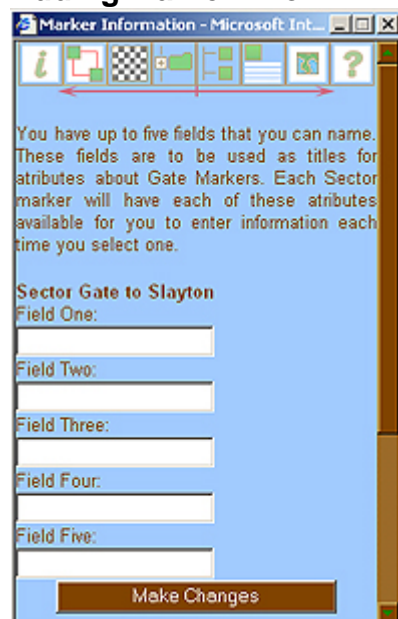 Marker Information - Microsoft Int...
i
?
You have up to five fields that you can name.
These fields are to be used as titles for
atributes about Gate Markers. Each Sector
marker will have each of these atributes
available for you to enter information each
time you select one.
Sector Gate to Slayton
Field One:
Field Two:
Field Three:
Field Four:
Field Five:
Make Changes